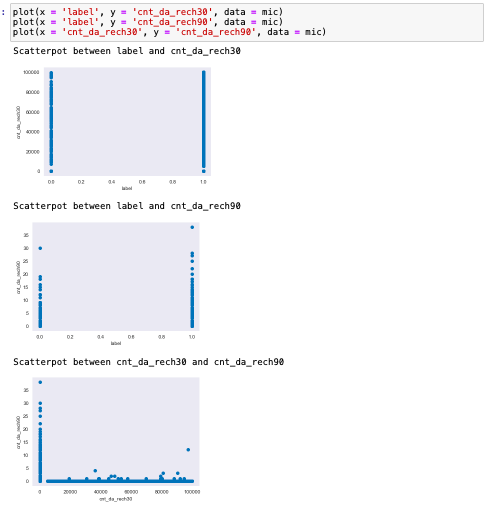 : plot(x = 'label', y = 'cnt_da_rech30', data = mic)
plot(x = 'label', y = 'cnt_da_rech90', data = mic)
plot(x = 'cnt_da_rech30', y = 'cnt_da_rech90', data = mic)
Scatterpot between label and cnt_da_rech30
100000
80000
60000
40000
20000
0
cnt_da_rech30
0.0 0.2 0.4 0.6 0.8 1.0
label
Scatterpot between label and cnt_da_rech90
35
30
25
20
15
10
5
0
cnt_da_rech90
0.0 0.2 0.4 0.6 0.8 1.0
label
Scatterpot between cnt_da_rech30 and cnt_da_rech90
35
30
25
20
15
10
5
0
cnt_da_rech90
0 20000 40000 60000 80000 100000
cnt_da_rech30